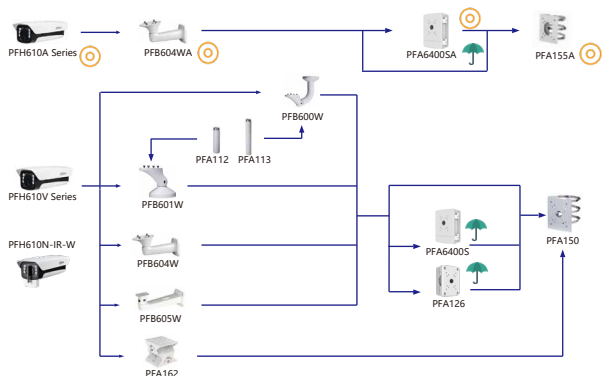 PFH610A Series
PFB604WA
PFA6400SA
PFA155A
PFB600W
PFA112
PFA113
PFH610V Series
PFB601W
PFH610N-IR-W
PFB604W
PFA6400S
PFA150
PFB605W
PFA126
PFA162